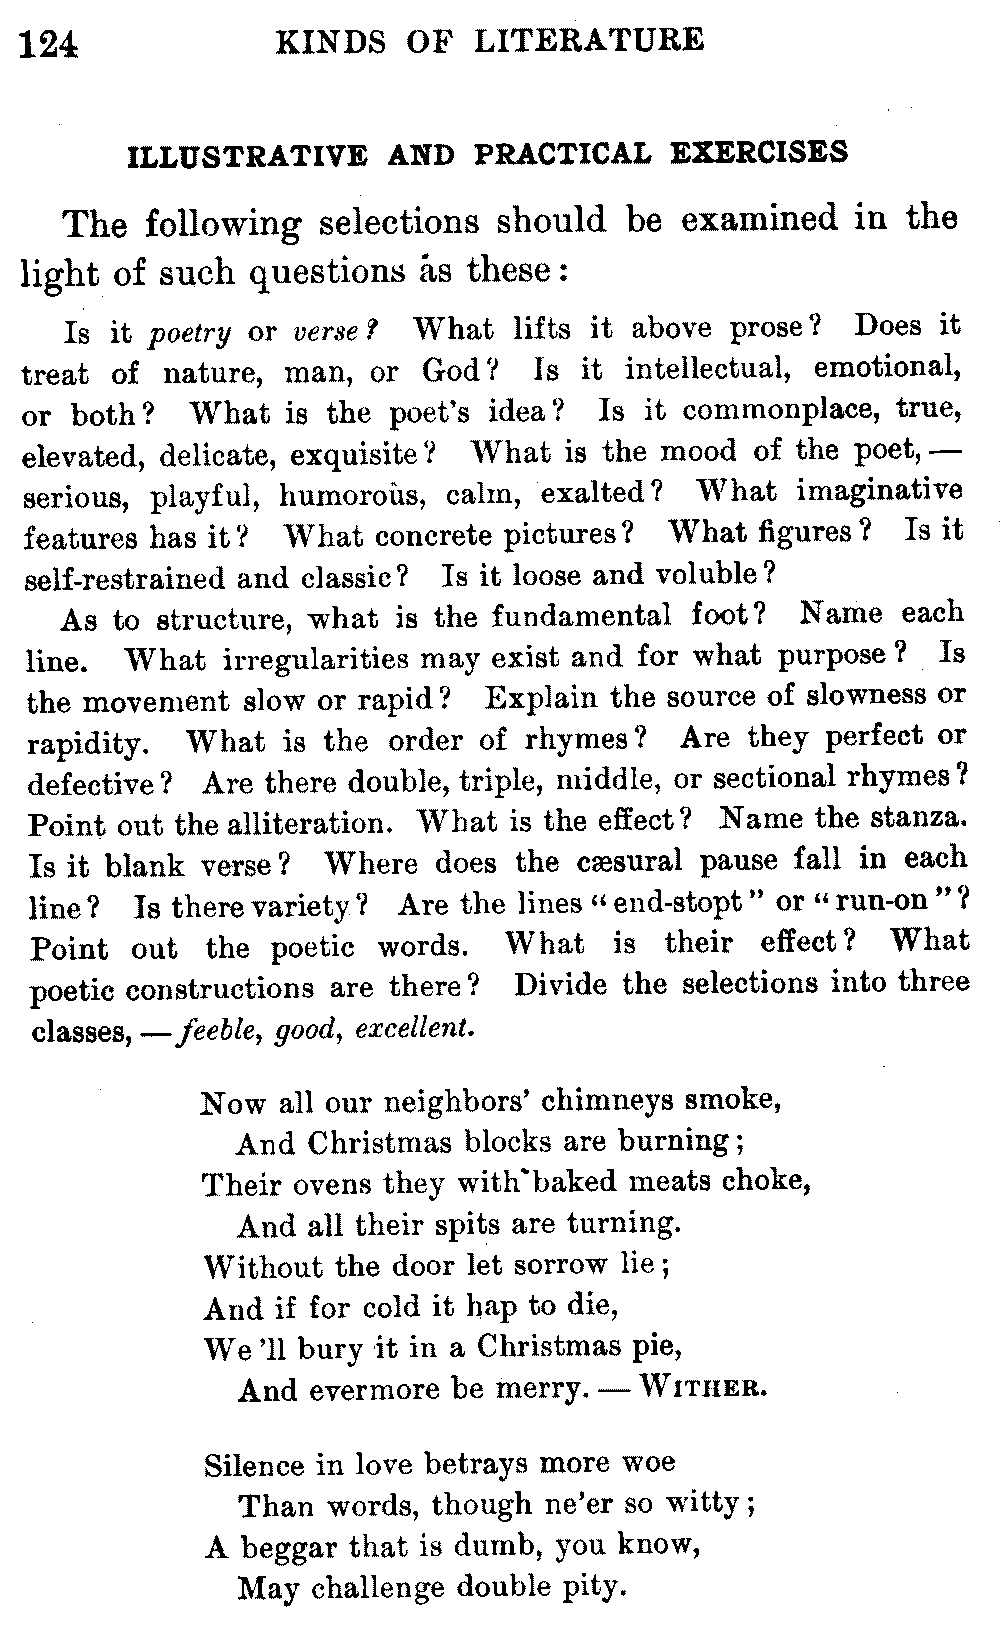 124 KINDS OF LITERATURE
ILLUSTRATIVE AND PRACTICAL EXERCISES
The following selections should be examined in the
light of such questions as these:
Is it poetry or verse? What lifts it above prose? Does it
treat of nature, man, or God? Is it intellectual, emotional,
or both? What is the poet's idea? Is it commonplace, true,
elevated, delicate, exquisite? What is the mood of the poet,—
serious, playful, humorous, calm, exalted? What imaginative
features has it? What concrete pictures? What figures? Is it
self-restrained and classic? Is it loose and voluble?
As to structure, what is the fundamental foot? Name each
line. What irregularities may exist and for what purpose? Is
the movement slow or rapid? Explain the source of slowness or
rapidity. What is the order of rhymes? Are they perfect or
defective? Are there double, triple, middle, or sectional rhymes?
Point out the alliteration. What is the effect? Name the stanza.
Is it blank verse? Where does the cæsural pause fall in each
line? Is there variety? Are the lines "end-stopt" or "run-on"?
Point out the poetic words. What is their effect? What
poetic constructions are there? Divide the selections into three
classes,—feeble, good, excellent.
Now all our neighbors' chimneys smoke,
And Christmas blocks are burning;
Their ovens they with baked meats choke,
And all their spits are turning.
Without the door let sorrow lie;
And if for cold it hap to die,
We'll bury it in a Christmas pie,
And evermore be merry.—WITHER.
Silence in love betrays more woe
Than words, though ne'er so witty;
A beggar that is dumb, you know,
May challenge double pity.